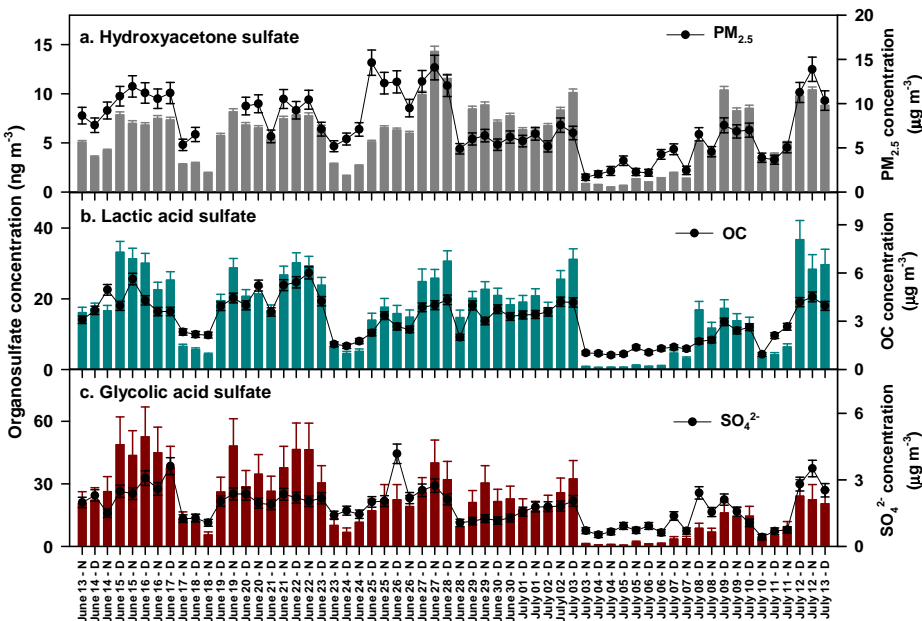 a. Hydroxyacetone sulfate
PM2.5
15
10
5
0
20
15
10
5
0
PM2.5 concentration
(µg m-3)
Organosulfate concentration (ng m-3)
b. Lactic acid sulfate
OC
40
20
0
9
6
3
0
OC concentration
(µg m-3)
c. Glycolic acid sulfate
SO42-
60
30
0
6
3
0
SO42- concentration
(µg m-3)
June 13 - N
June 14 - D
June 14 - N
June 15 - D
June 15 - N
June 16 - D
June 16 - N
June 17 - D
June 17 - N
June 18 - D
June 18 - N
June 19 - D
June 19 - N
June 20 - D
June 20 - N
June 21 - D
June 21 - N
June 22 - D
June 22 - N
June 23 - D
June 23 - N
June 24 - D
June 24 - N
June 25 - D
June 25 - N
June 26 - D
June 26 - N
June 27 - D
June 27 - N
June 28 - D
June 28 - N
June 29 - D
June 29 - N
June 30 - D
June 30 - N
July 01 - D
July 01 - N
July 02 - D
July 02 - N
July 03 - D
July 03 - N
July 04 - D
July 04 - N
July 05 - D
July 05 - N
July 06 - D
July 06 - N
July 07 - D
July 07 - N
July 08 - D
July 08 - N
July 09 - D
July 09 - N
July 10 - D
July 10 - N
July 11 - D
July 11 - N
July 12 - D
July 12 - N
July 13 - D